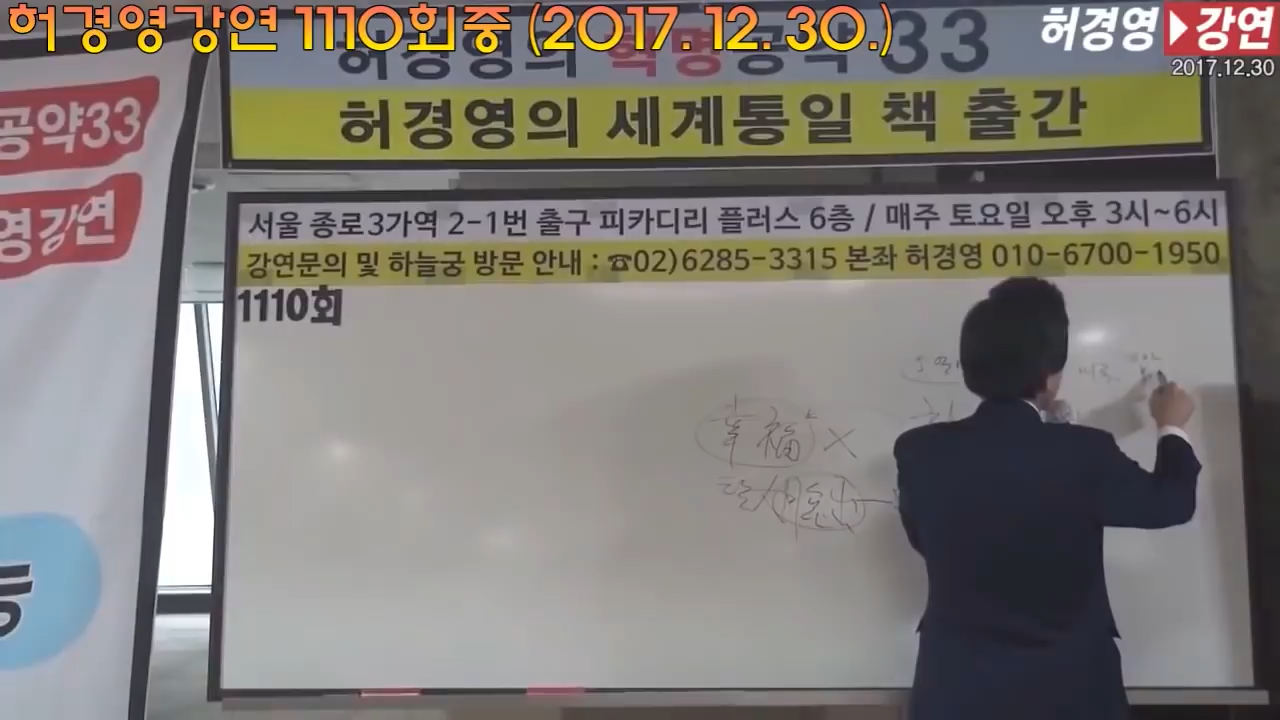 허경영강연 1110회중 (2017. 12. 30.)
허경영▶강연
2017.12.30
허경영의 혁명공약 33
허경영의 세계통일 책 출간
공약33
영강연
서울 종로3가역 2-1번 출구 피카디리 플러스 6층 / 매주 토요일 오후 3시~6시
강연문의 및 하늘궁 방문 안내 : ☎02)6285-3315 본좌 허경영 010-6700-1950
1110회
幸福 X